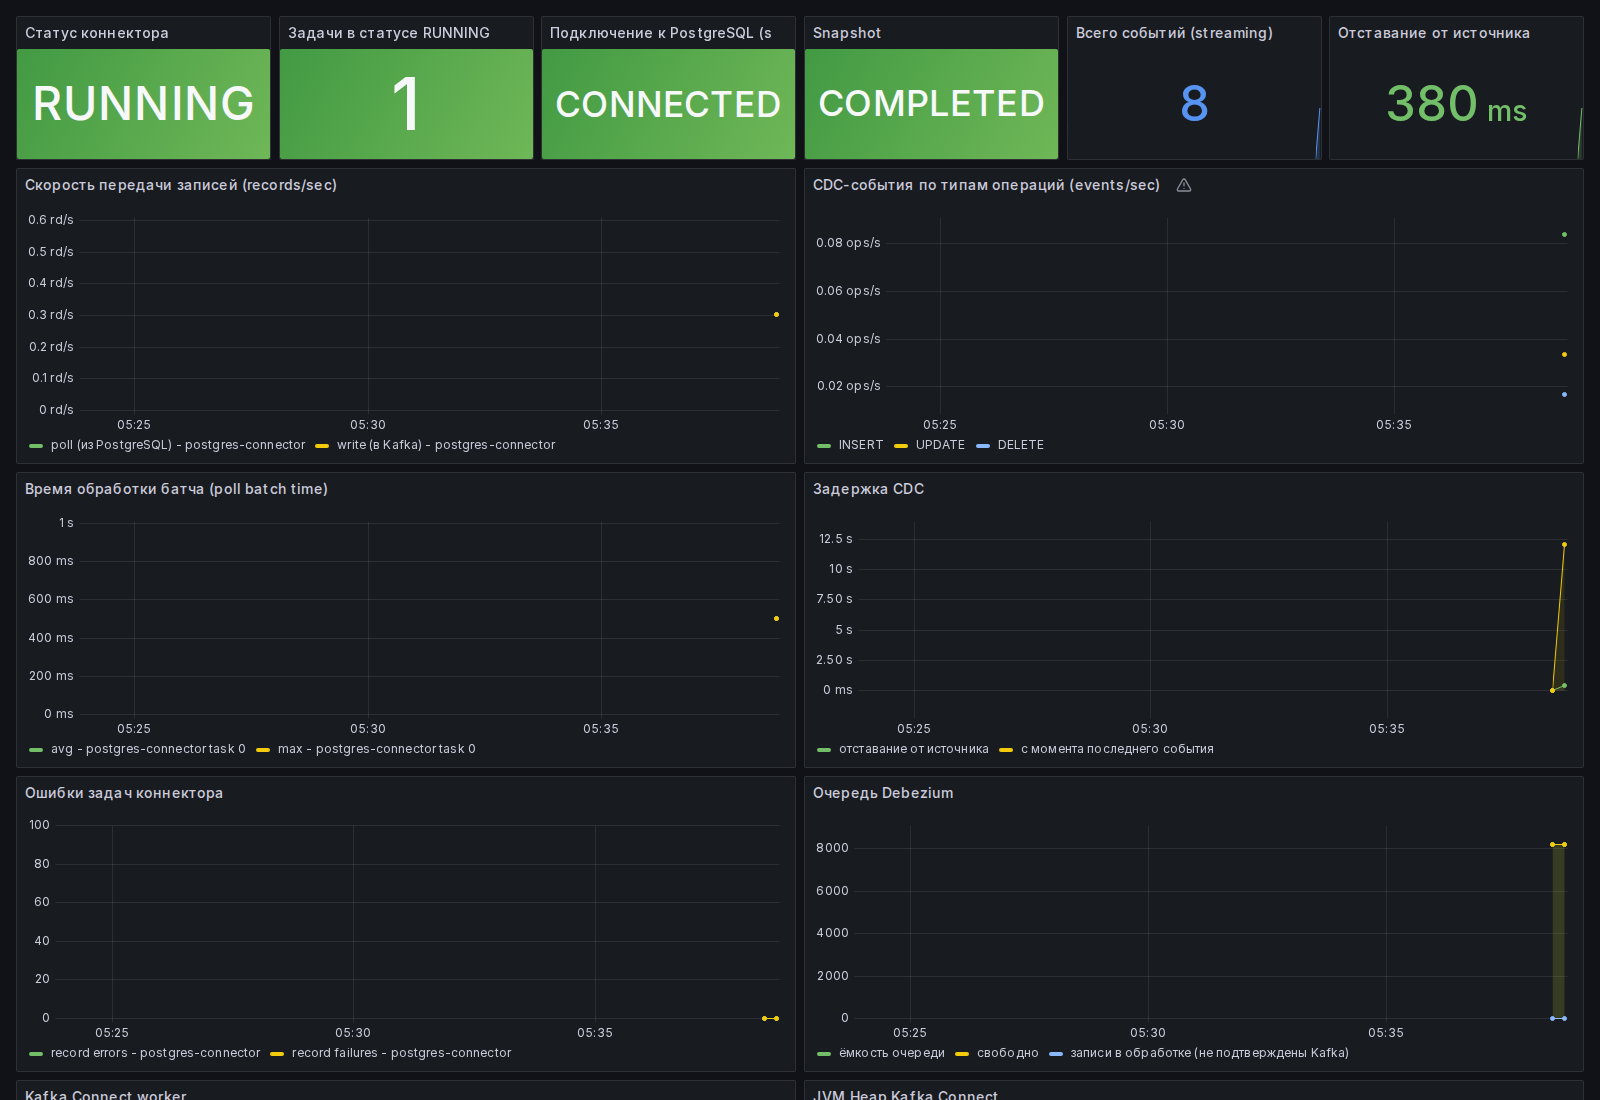 Статус коннектора
RUNNING
Задачи в статусе RUNNING
1
Подключение к PostgreSQL (s
CONNECTED
Snapshot
COMPLETED
Всего событий (streaming)
8
Отставание от источника
380 ms
Скорость передачи записей (records/sec)
0.6 rd/s
0.5 rd/s
0.4 rd/s
0.3 rd/s
0.2 rd/s
0.1 rd/s
0 rd/s
05:25 05:30 05:35
poll (из PostgreSQL) - postgres-connector write (в Kafka) - postgres-connector
CDC-события по типам операций (events/sec)
0.08 ops/s
0.06 ops/s
0.04 ops/s
0.02 ops/s
05:25 05:30 05:35
INSERT UPDATE DELETE
Время обработки батча (poll batch time)
1 s
800 ms
600 ms
400 ms
200 ms
0 ms
05:25 05:30 05:35
avg - postgres-connector task 0 max - postgres-connector task 0
Задержка CDC
12.5 s
10 s
7.50 s
5 s
2.50 s
0 ms
05:25 05:30 05:35
отставание от источника с момента последнего события
Ошибки задач коннектора
100
80
60
40
20
0
05:25 05:30 05:35
record errors - postgres-connector record failures - postgres-connector
Очередь Debezium
8000
6000
4000
2000
0
05:25 05:30 05:35
ёмкость очереди свободно записи в обработке (не подтверждены Kafka)
Kafka Connect worker
JVM Heap Kafka Connect